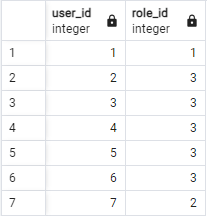 user_id role_id
integer integer
1 1 1
2 2 3
3 3 3
4 4 3
5 5 3
6 6 3
7 7 2